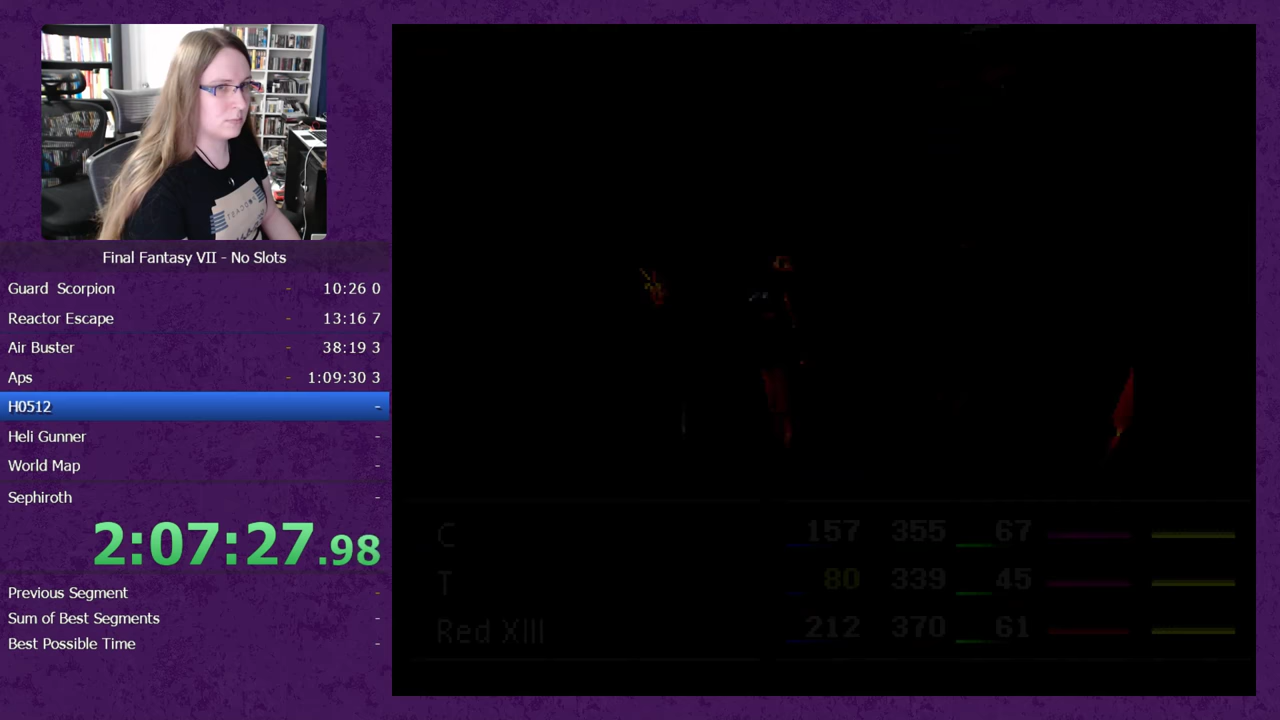 Final Fantasy VII - No Slots
Guard Scorpion - 10:26 0
Reactor Escape - 13:16 7
Air Buster - 38:19 3
Aps - 1:09:30 3
H0512 -
Heli Gunner -
World Map -
Sephiroth -
2:07:27.98
Previous Segment -
Sum of Best Segments -
Best Possible Time -
C 157 355 67
T 80 339 45
Red XIII 212 370 61